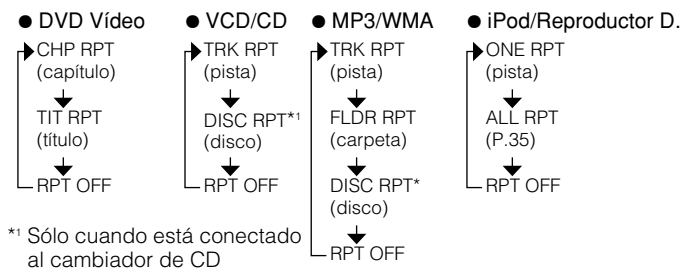 ● DVD Vídeo
CHP RPT
(capítulo)
TIT RPT
(título)
RPT OFF
● VCD/CD
TRK RPT
(pista)
DISC RPT*1
(disco)
RPT OFF
*1 Sólo cuando está conectado
al cambiador de CD
● MP3/WMA
TRK RPT
(pista)
FLDR RPT
(carpeta)
DISC RPT*
(disco)
RPT OFF
● iPod/Reproductor D.
ONE RPT
(pista)
ALL RPT
(P.35)
RPT OFF